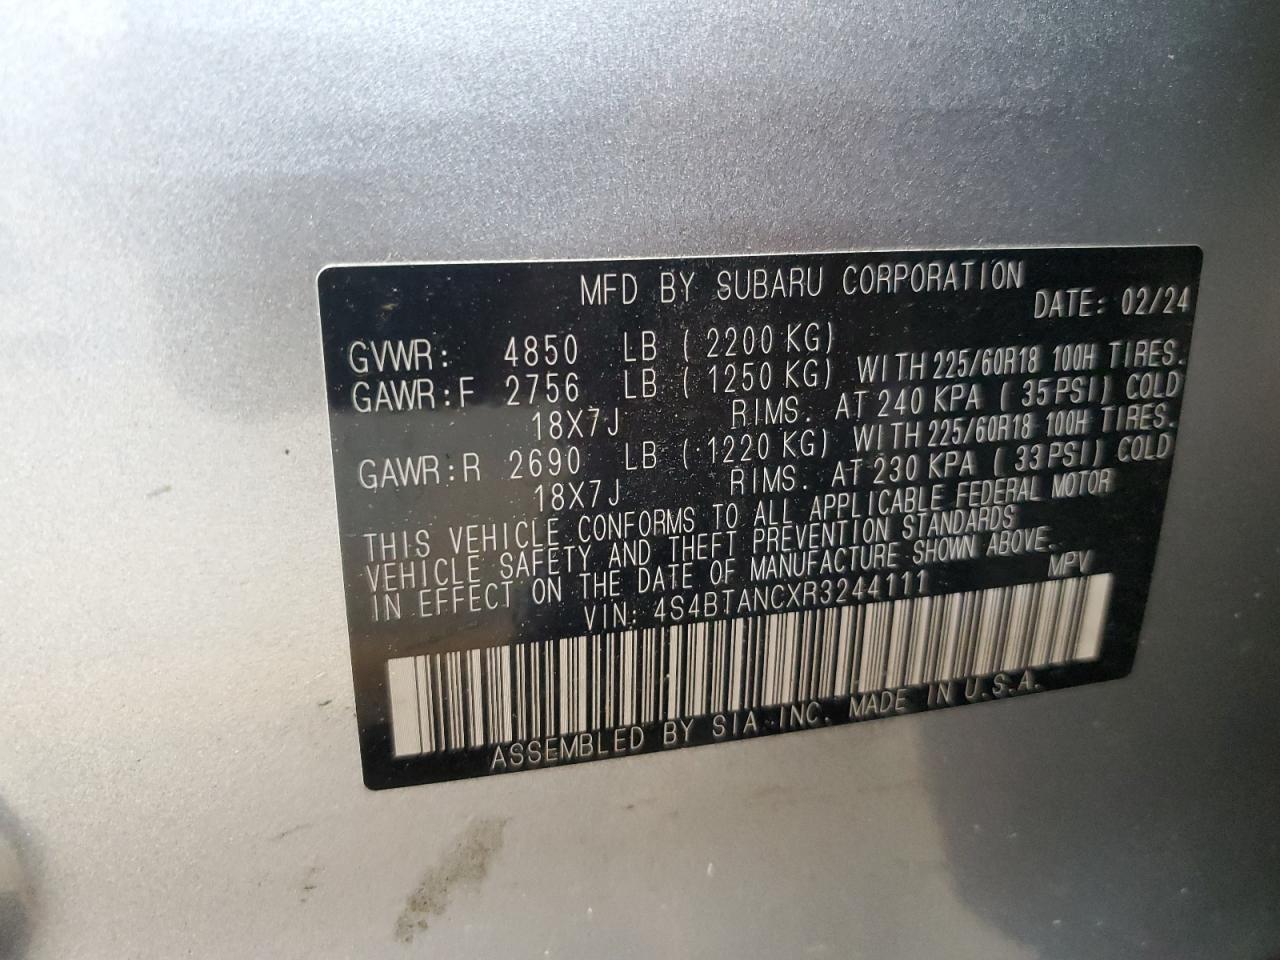 MFD BY SUBARU CORPORATION DATE: 02/24
GVWR: 4850 LB ( 2200 KG)
GAWR:F 2756 LB ( 1250 KG) WITH 225/60R18 100H TIRES.
18X7J RIMS. AT 240 KPA ( 35PSI) COLD
GAWR:R 2690 LB ( 1220 KG) WITH 225/60R18 100H TIRES.
18X7J RIMS. AT 230 KPA ( 33PSI) COLD
THIS VEHICLE CONFORMS TO ALL APPLICABLE FEDERAL MOTOR
VEHICLE SAFETY AND THEFT PREVENTION STANDARDS
IN EFFECT ON THE DATE OF MANUFACTURE SHOWN ABOVE.
VIN: 4S4BTANCXR3244111 MPV
ASSEMBLED BY SIA INC. MADE IN U.S.A.